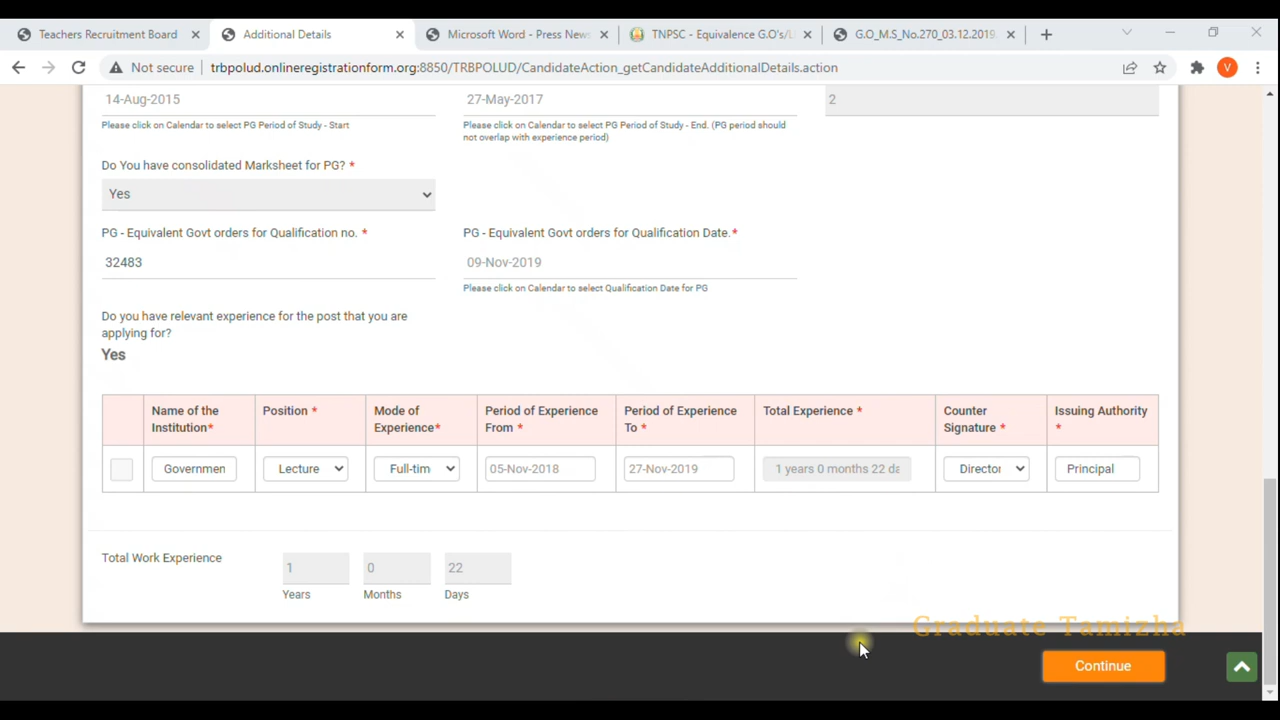 Teachers Recruitment Board
Additional Details
Microsoft Word - Press News
TNPSC - Equivalence G.O's/L
G.O_M.S_No.270_03.12.2019.
Not secure
trbpolud.onlineregistrationform.org:8850/TRBPOLUD/CandidateAction_getCandidateAdditionalDetails.action
V
14-Aug-2015
27-May-2017
2
Please click on Calendar to select PG Period of Study - Start
Please click on Calendar to select PG Period of Study - End. (PG period should
not overlap with experience period)
Do You have consolidated Marksheet for PG? *
Yes
PG - Equivalent Govt orders for Qualification no. *
PG - Equivalent Govt orders for Qualification Date.*
32483
09-Nov-2019
Please click on Calendar to select Qualification Date for PG
Do you have relevant experience for the post that you are
applying for?
Yes
Name of the
Institution*
Position *
Mode of
Experience*
Period of Experience
From *
Period of Experience
To *
Total Experience *
Counter
Signature *
Issuing Authority
*
Governmen
Lecture
Full-tim
05-Nov-2018
27-Nov-2019
1 years 0 months 22 da
Director
Principal
Total Work Experience
1
0
22
Years
Months
Days
Graduate Tamizha
Continue